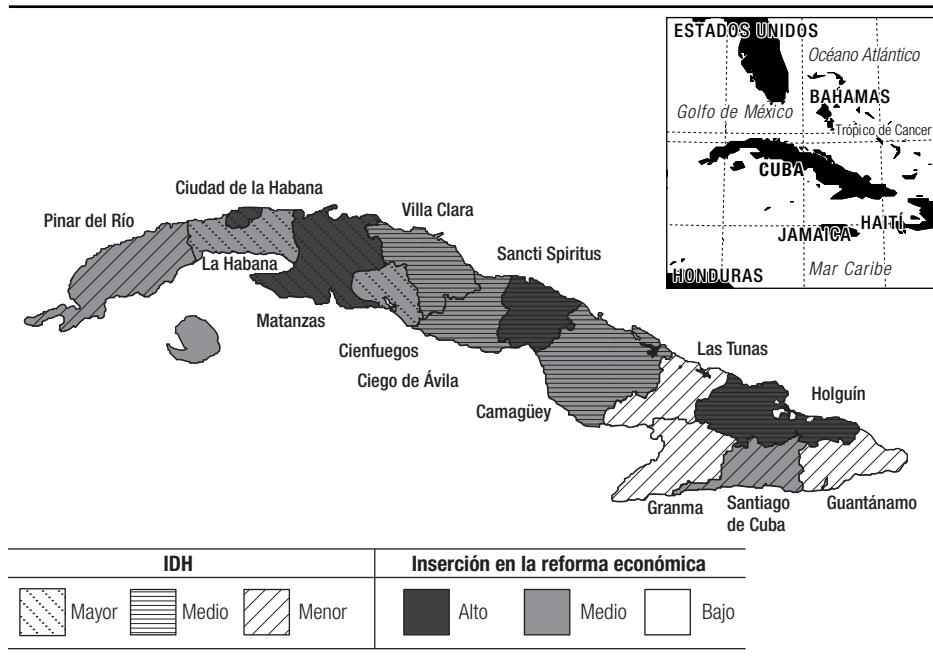 ESTADOS UNIDOS
Océano Atlántico
BAHAMAS
Golfo de México
Trópico de Cancer
CUBA
HAITÍ
JAMAICA
HONDURAS
Mar Caribe
Ciudad de la Habana
Pinar del Río
Villa Clara
La Habana
Sancti Spiritus
Matanzas
Cienfuegos
Ciego de Ávila
Las Tunas
Camagüey
Holguín
Granma
Santiago
de Cuba
Guantánamo
IDH
Inserción en la reforma económica
Mayor
Medio
Menor
Alto
Medio
Bajo